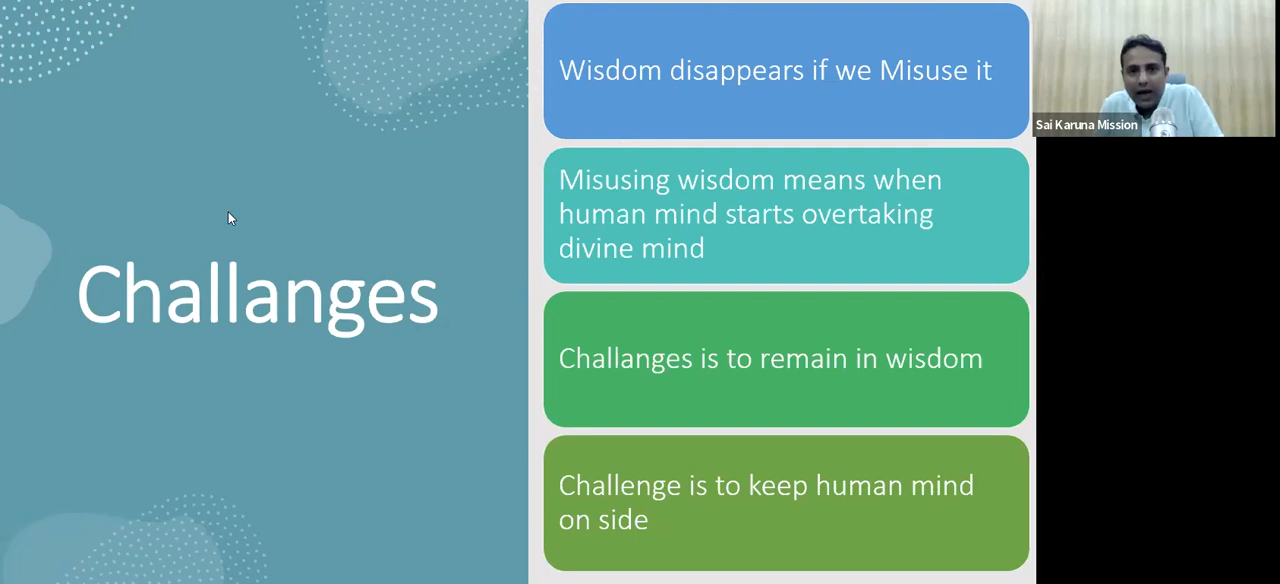 Challanges
Wisdom disappears if we Misuse it
Misusing wisdom means when
human mind starts overtaking
divine mind
Challanges is to remain in wisdom
Challenge is to keep human mind
on side
Sai Karuna Mission